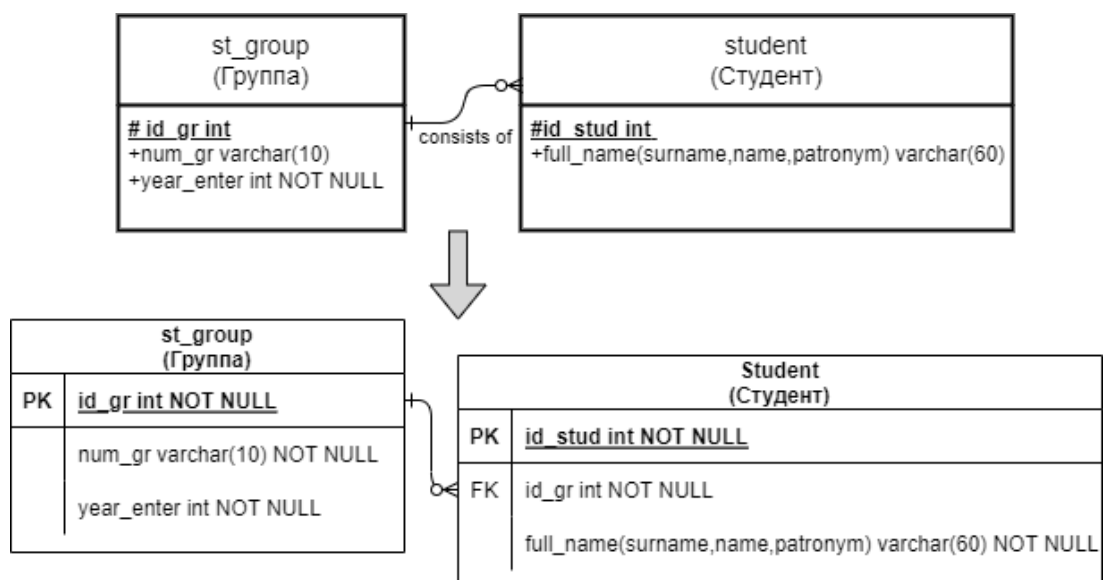 st_group
(Группа)
# id_gr int
+num_gr varchar(10)
+year_enter int NOT NULL
consists of
student
(Студент)
#id_stud int
+full_name(surname,name,patronym) varchar(60)
st_group
(Группа)
PK id_gr int NOT NULL
num_gr varchar(10) NOT NULL
year_enter int NOT NULL
Student
(Студент)
PK id_stud int NOT NULL
FK id_gr int NOT NULL
full_name(surname,name,patronym) varchar(60) NOT NULL